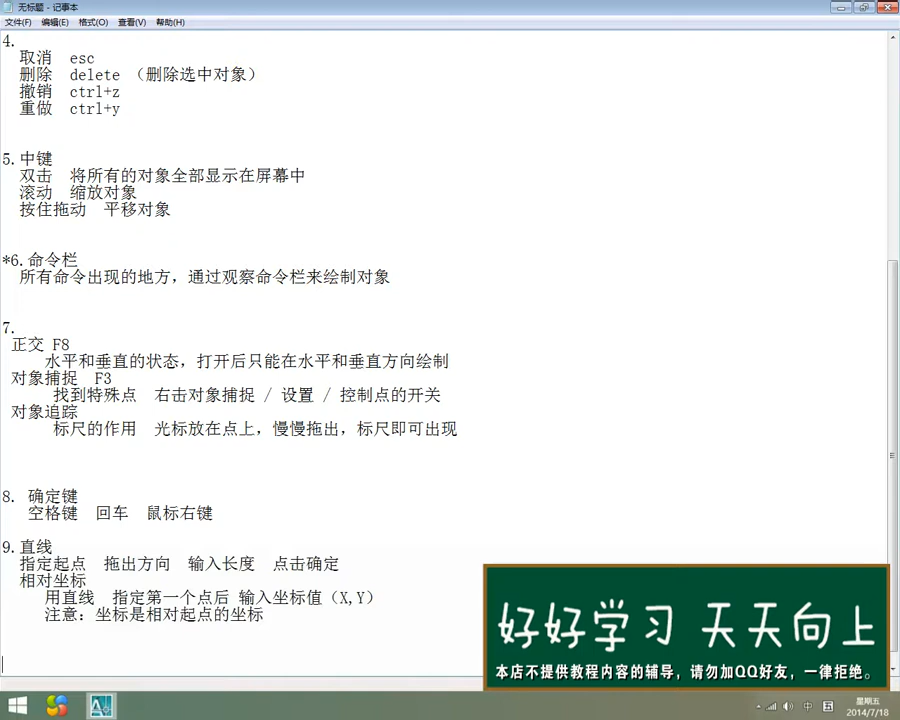 无标题 - 记事本
文件(F) 编辑(E) 格式(O) 查看(V) 帮助(H)
4.
取消 esc
删除 delete （删除选中对象）
撤销 ctrl+z
重做 ctrl+y
5.中键
双击 将所有的对象全部显示在屏幕中
滚动 缩放对象
按住拖动 平移对象
*6.命令栏
所有命令出现的地方，通过观察命令栏来绘制对象
7.
正交 F8
水平和垂直的状态，打开后只能在水平和垂直方向绘制
对象捕捉 F3
找到特殊点 右击对象捕捉 / 设置 / 控制点的开关
对象追踪
标尺的作用 光标放在点上，慢慢拖出，标尺即可出现
8. 确定键
空格键 回车 鼠标右键
9.直线
指定起点 拖出方向 输入长度 点击确定
相对坐标
用直线 指定第一个点后 输入坐标值（X,Y）
注意：坐标是相对起点的坐标
好好学习 天天向上
本店不提供教程内容的辅导，请勿加QQ好友，一律拒绝。
中 五 星期五
2014/7/18